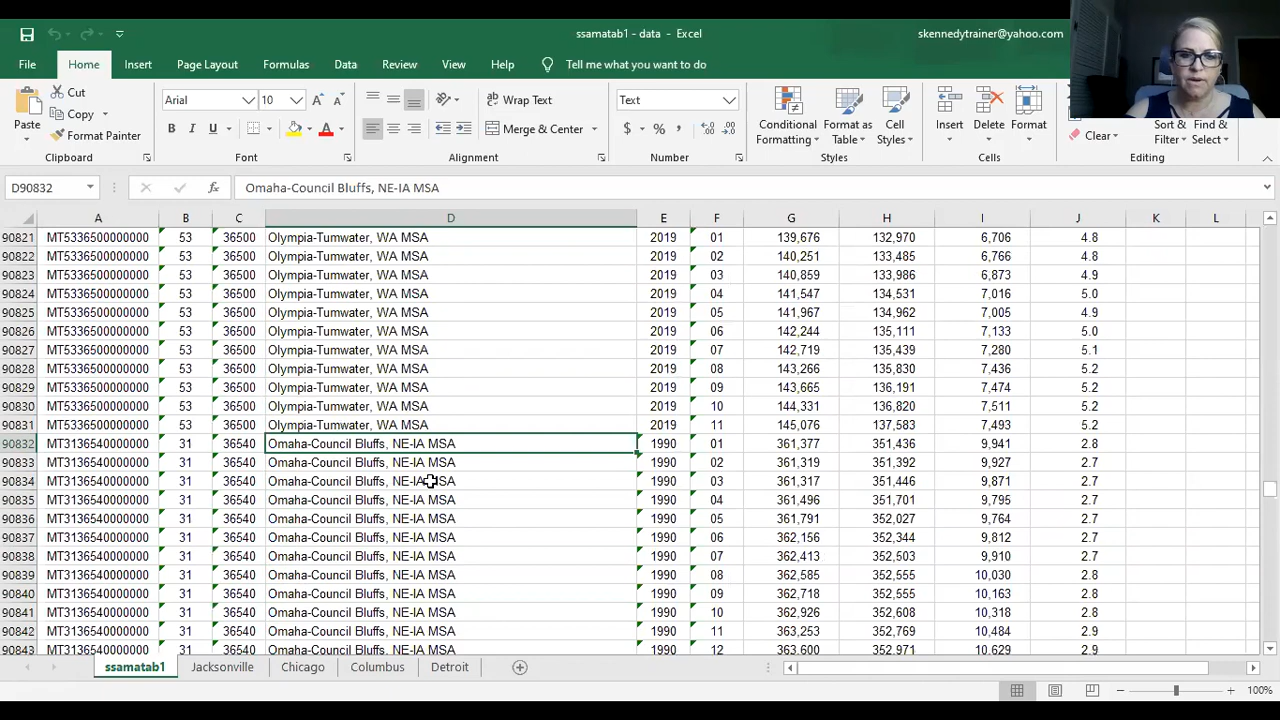 ssamatab1 - data - Excel
skennedytrainer@yahoo.com
File Home Insert Page Layout Formulas Data Review View Help Tell me what you want to do
Paste Cut Copy Format Painter Clipboard
Arial 10 B I U A Font
Wrap Text Merge & Center Alignment
Text $ % , Number
Conditional Formatting Format as Table Cell Styles Styles
Insert Delete Format Cells
Clear Sort & Filter Find & Select Editing
D90832 fx Omaha-Council Bluffs, NE-IA MSA
A B C D E F G H I J K L
90821 MT5336500000000 53 36500 Olympia-Tumwater, WA MSA 2019 01 139,676 132,970 6,706 4.8
90822 MT5336500000000 53 36500 Olympia-Tumwater, WA MSA 2019 02 140,251 133,485 6,766 4.8
90823 MT5336500000000 53 36500 Olympia-Tumwater, WA MSA 2019 03 140,859 133,986 6,873 4.9
90824 MT5336500000000 53 36500 Olympia-Tumwater, WA MSA 2019 04 141,547 134,531 7,016 5.0
90825 MT5336500000000 53 36500 Olympia-Tumwater, WA MSA 2019 05 141,967 134,962 7,005 4.9
90826 MT5336500000000 53 36500 Olympia-Tumwater, WA MSA 2019 06 142,244 135,111 7,133 5.0
90827 MT5336500000000 53 36500 Olympia-Tumwater, WA MSA 2019 07 142,719 135,439 7,280 5.1
90828 MT5336500000000 53 36500 Olympia-Tumwater, WA MSA 2019 08 143,266 135,830 7,436 5.2
90829 MT5336500000000 53 36500 Olympia-Tumwater, WA MSA 2019 09 143,665 136,191 7,474 5.2
90830 MT5336500000000 53 36500 Olympia-Tumwater, WA MSA 2019 10 144,331 136,820 7,511 5.2
90831 MT5336500000000 53 36500 Olympia-Tumwater, WA MSA 2019 11 145,076 137,583 7,493 5.2
90832 MT3136540000000 31 36540 Omaha-Council Bluffs, NE-IA MSA 1990 01 361,377 351,436 9,941 2.8
90833 MT3136540000000 31 36540 Omaha-Council Bluffs, NE-IA MSA 1990 02 361,319 351,392 9,927 2.7
90834 MT3136540000000 31 36540 Omaha-Council Bluffs, NE-IA MSA 1990 03 361,317 351,446 9,871 2.7
90835 MT3136540000000 31 36540 Omaha-Council Bluffs, NE-IA MSA 1990 04 361,496 351,701 9,795 2.7
90836 MT3136540000000 31 36540 Omaha-Council Bluffs, NE-IA MSA 1990 05 361,791 352,027 9,764 2.7
90837 MT3136540000000 31 36540 Omaha-Council Bluffs, NE-IA MSA 1990 06 362,156 352,344 9,812 2.7
90838 MT3136540000000 31 36540 Omaha-Council Bluffs, NE-IA MSA 1990 07 362,413 352,503 9,910 2.7
90839 MT3136540000000 31 36540 Omaha-Council Bluffs, NE-IA MSA 1990 08 362,585 352,555 10,030 2.8
90840 MT3136540000000 31 36540 Omaha-Council Bluffs, NE-IA MSA 1990 09 362,718 352,555 10,163 2.8
90841 MT3136540000000 31 36540 Omaha-Council Bluffs, NE-IA MSA 1990 10 362,926 352,608 10,318 2.8
90842 MT3136540000000 31 36540 Omaha-Council Bluffs, NE-IA MSA 1990 11 363,253 352,769 10,484 2.9
90843 MT3136540000000 31 36540 Omaha-Council Bluffs, NE-IA MSA 1990 12 363,600 352,971 10,629 2.9
ssamatab1 Jacksonville Chicago Columbus Detroit
100%